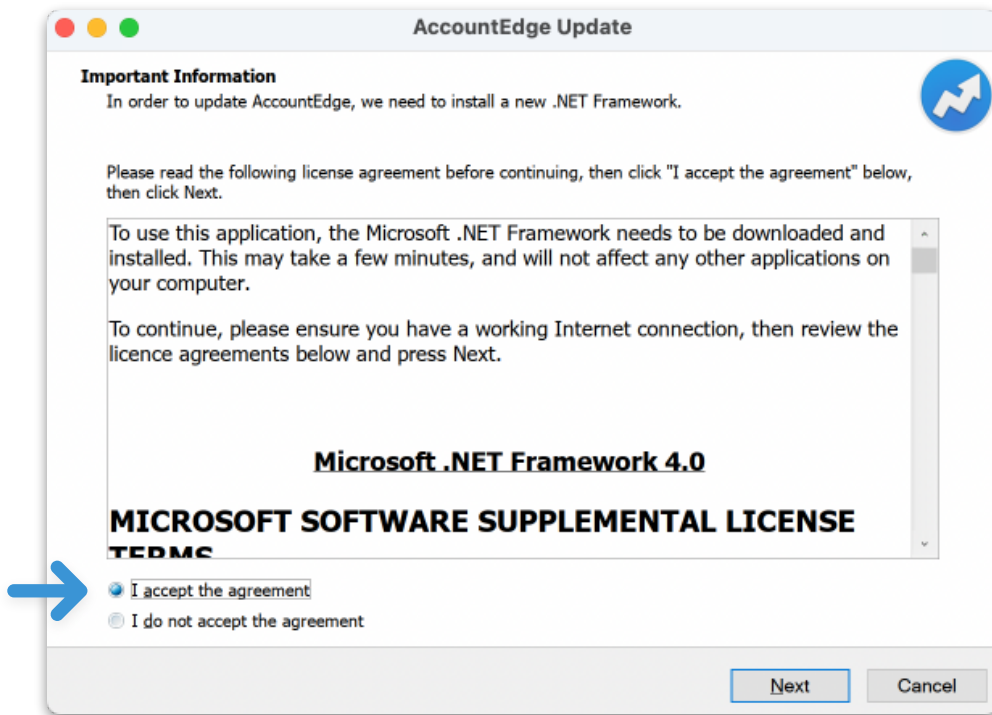 AccountEdge Update
Important Information
In order to update AccountEdge, we need to install a new .NET Framework.
Please read the following license agreement before continuing, then click "I accept the agreement" below,
then click Next.
To use this application, the Microsoft .NET Framework needs to be downloaded and
installed. This may take a few minutes, and will not affect any other applications on
your computer.
To continue, please ensure you have a working Internet connection, then review the
licence agreements below and press Next.
Microsoft .NET Framework 4.0
MICROSOFT SOFTWARE SUPPLEMENTAL LICENSE
TERMS
I accept the agreement
I do not accept the agreement
Next
Cancel